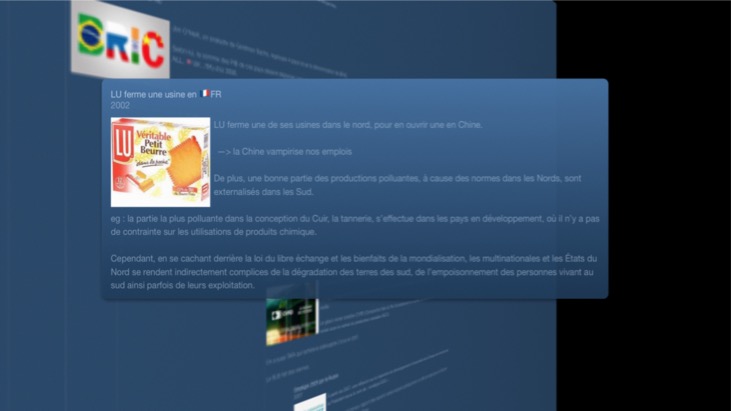 BRIC
LU ferme une usine en 🇫🇷FR
2002
LU
Véritable
Petit
Beurre
LU ferme une de ses usines dans le nord, pour en ouvrir une en Chine.
—> la Chine vampirise nos emplois
De plus, une bonne partie des productions polluantes, à cause des normes dans les Nords, sont
externalisés dans les Sud.
eg : la partie la plus polluante dans la conception du Cuir, la tannerie, s'effectue dans les pays en développement, où il n'y a pas
de contrainte sur les utilisations de produits chimique.
Cependant, en se cachant derrière la loi du libre échange et les bienfaits de la mondialisation, les multinationales et les États du
Nord se rendent indirectement complices de la dégradation des terres des sud, de l'empoisonnement des personnes vivant au
sud ainsi parfois de leurs exploitation.